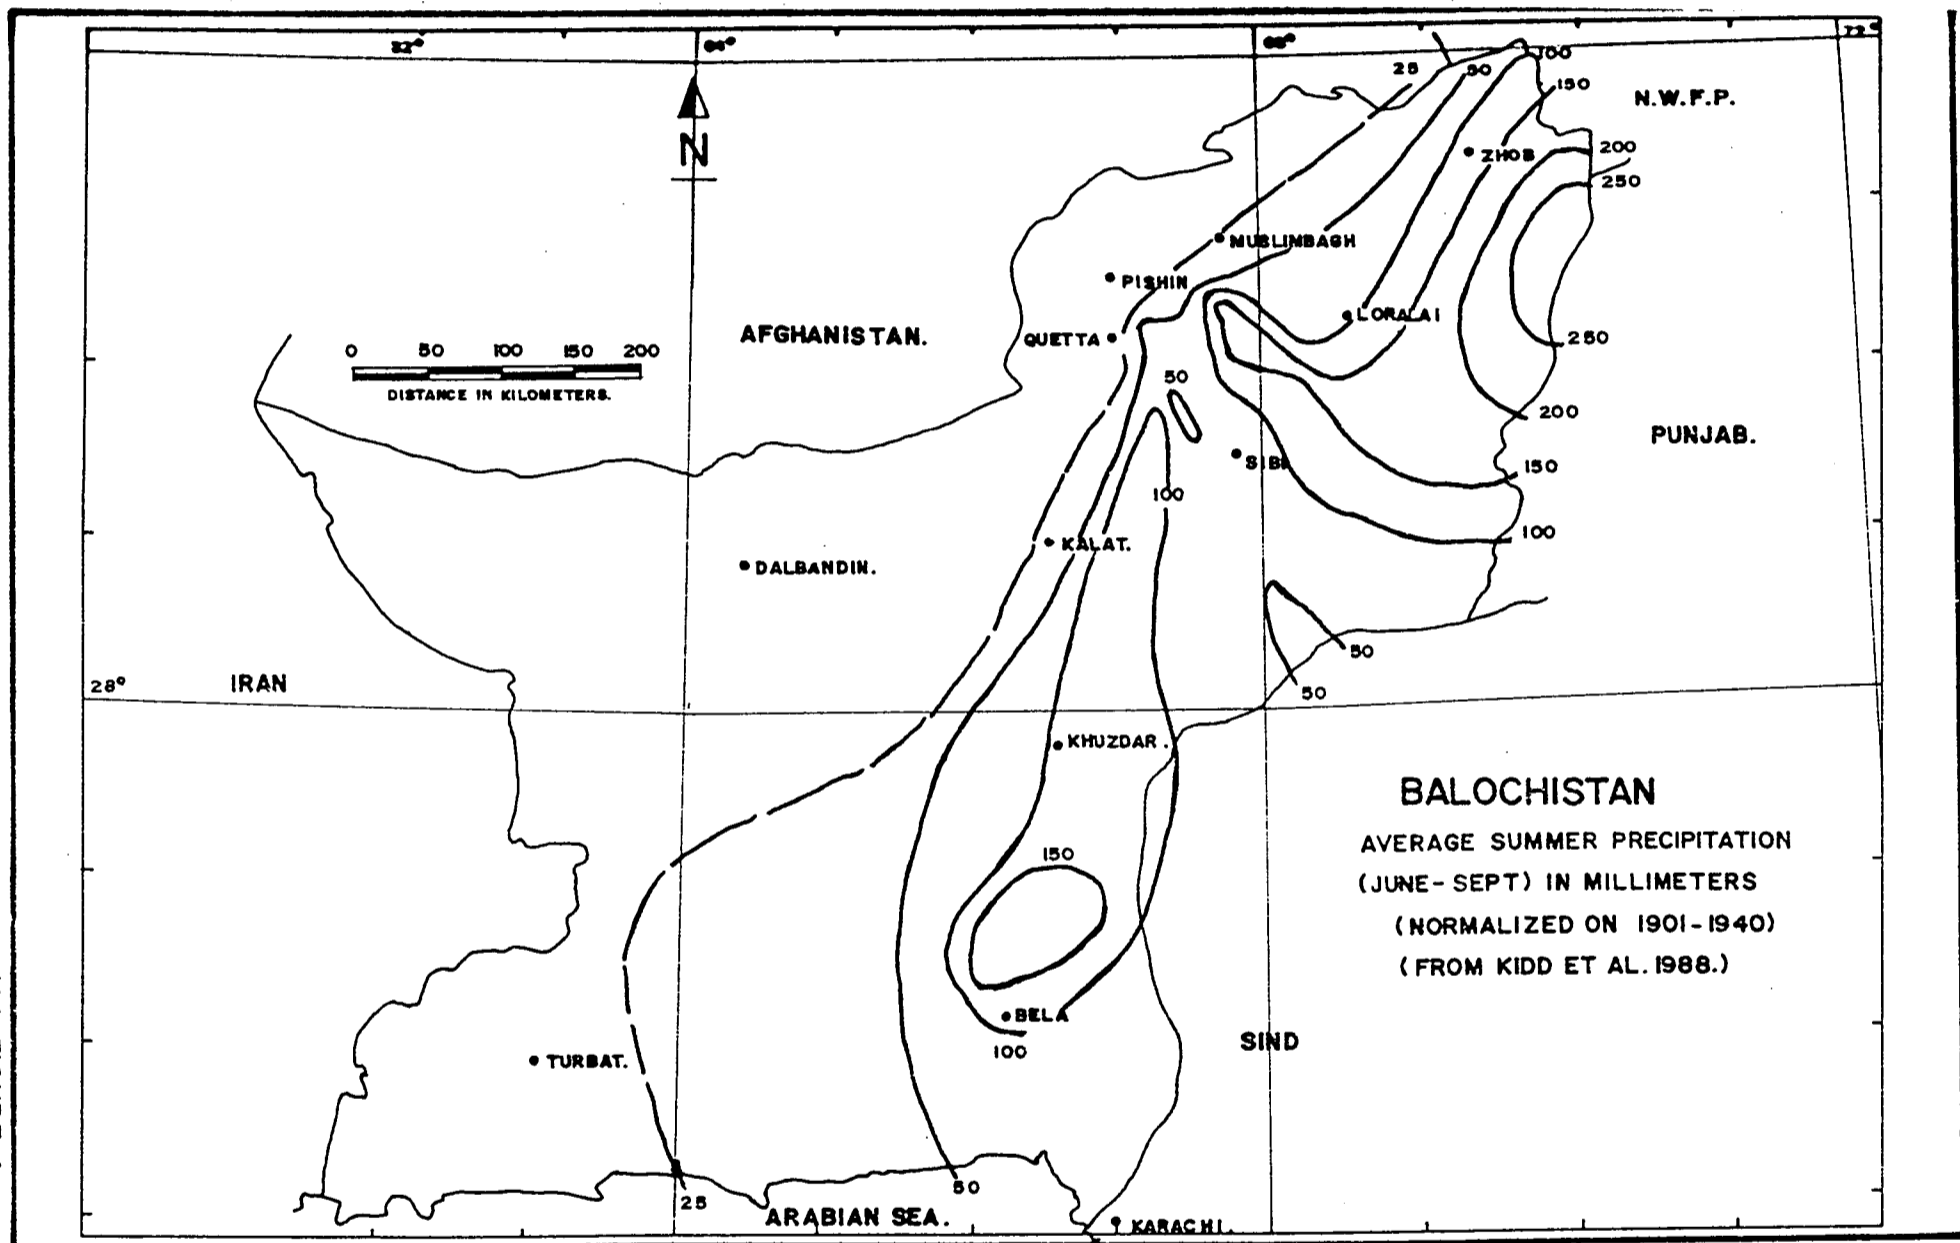 82°
64°
68°
72°
25
50
100
150
N.W.F.P.
N
ZHOB
200
250
MUSLIMBAGH
PISHIN
LORALAI
AFGHANISTAN.
QUETTA
250
0 50 100 150 200
DISTANCE IN KILOMETERS.
50
200
PUNJAB.
SIBI
150
100
100
KALAT.
DALBANDIN.
50
50
28°
IRAN
KHUZDAR.
BALOCHISTAN
AVERAGE SUMMER PRECIPITATION
(JUNE-SEPT) IN MILLIMETERS
(NORMALIZED ON 1901-1940)
(FROM KIDD ET AL. 1988.)
150
BELA
100
SIND
TURBAT.
50
25
ARABIAN SEA.
KARACHI.